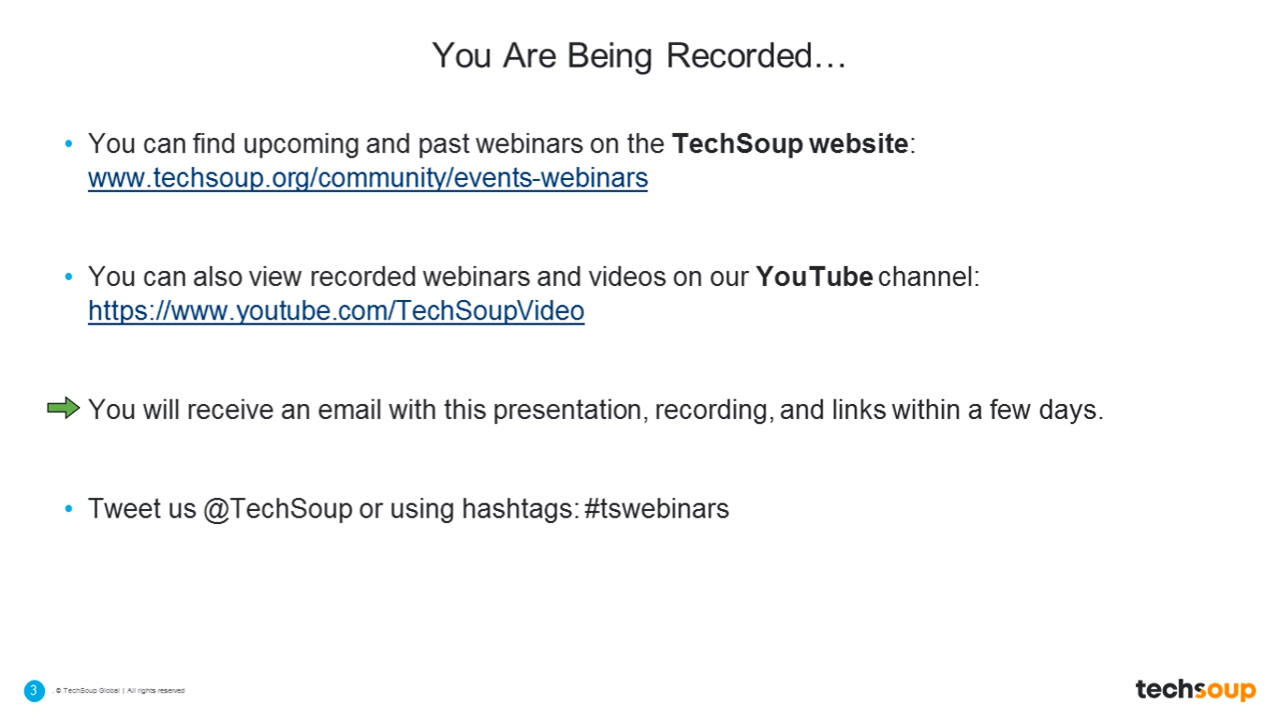 You Are Being Recorded…
• You can find upcoming and past webinars on the TechSoup website:
www.techsoup.org/community/events-webinars
• You can also view recorded webinars and videos on our YouTube channel:
https://www.youtube.com/TechSoupVideo
You will receive an email with this presentation, recording, and links within a few days.
• Tweet us @TechSoup or using hashtags: #tswebinars
3 . © TechSoup Global | All rights reserved
techsoup